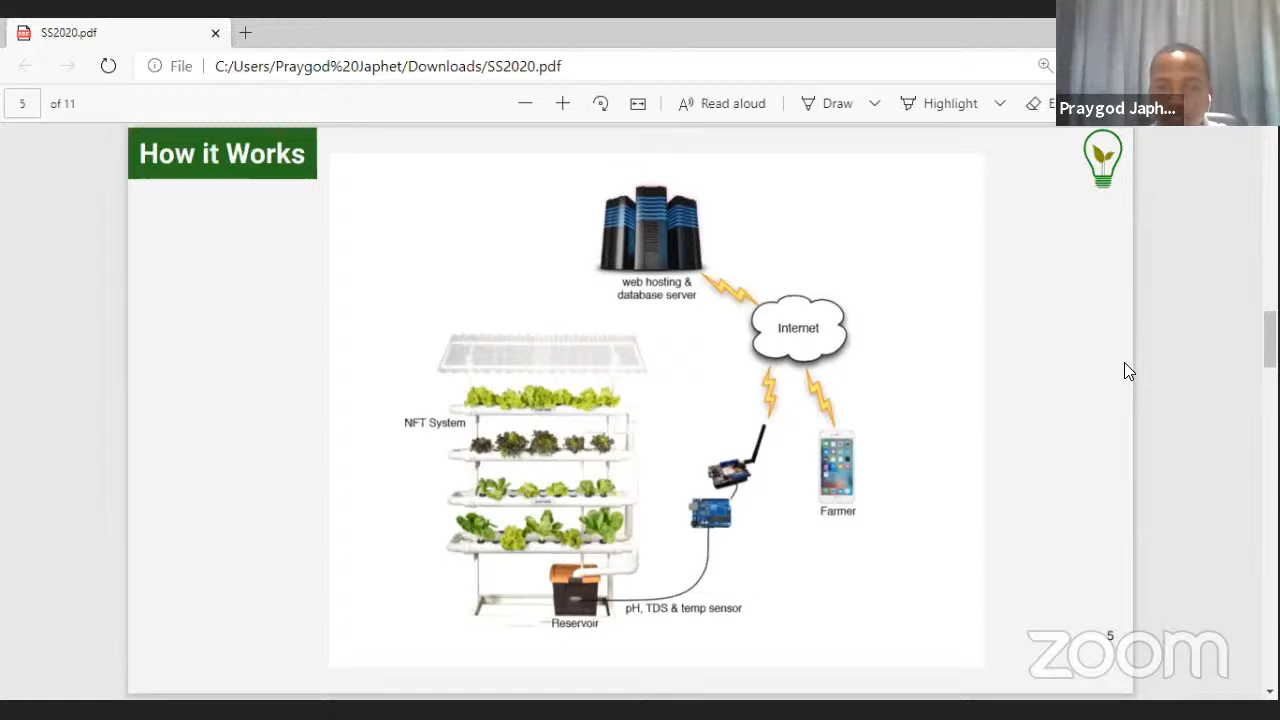 SS2020.pdf
File
C:/Users/Praygod%20Japhet/Downloads/SS2020.pdf
5 of 11
Read aloud
Draw
Highlight
E
Praygod Japh...
How it Works
web hosting &
database server
Internet
NFT System
Farmer
pH, TDS & temp sensor
Reservoir
5
zoom